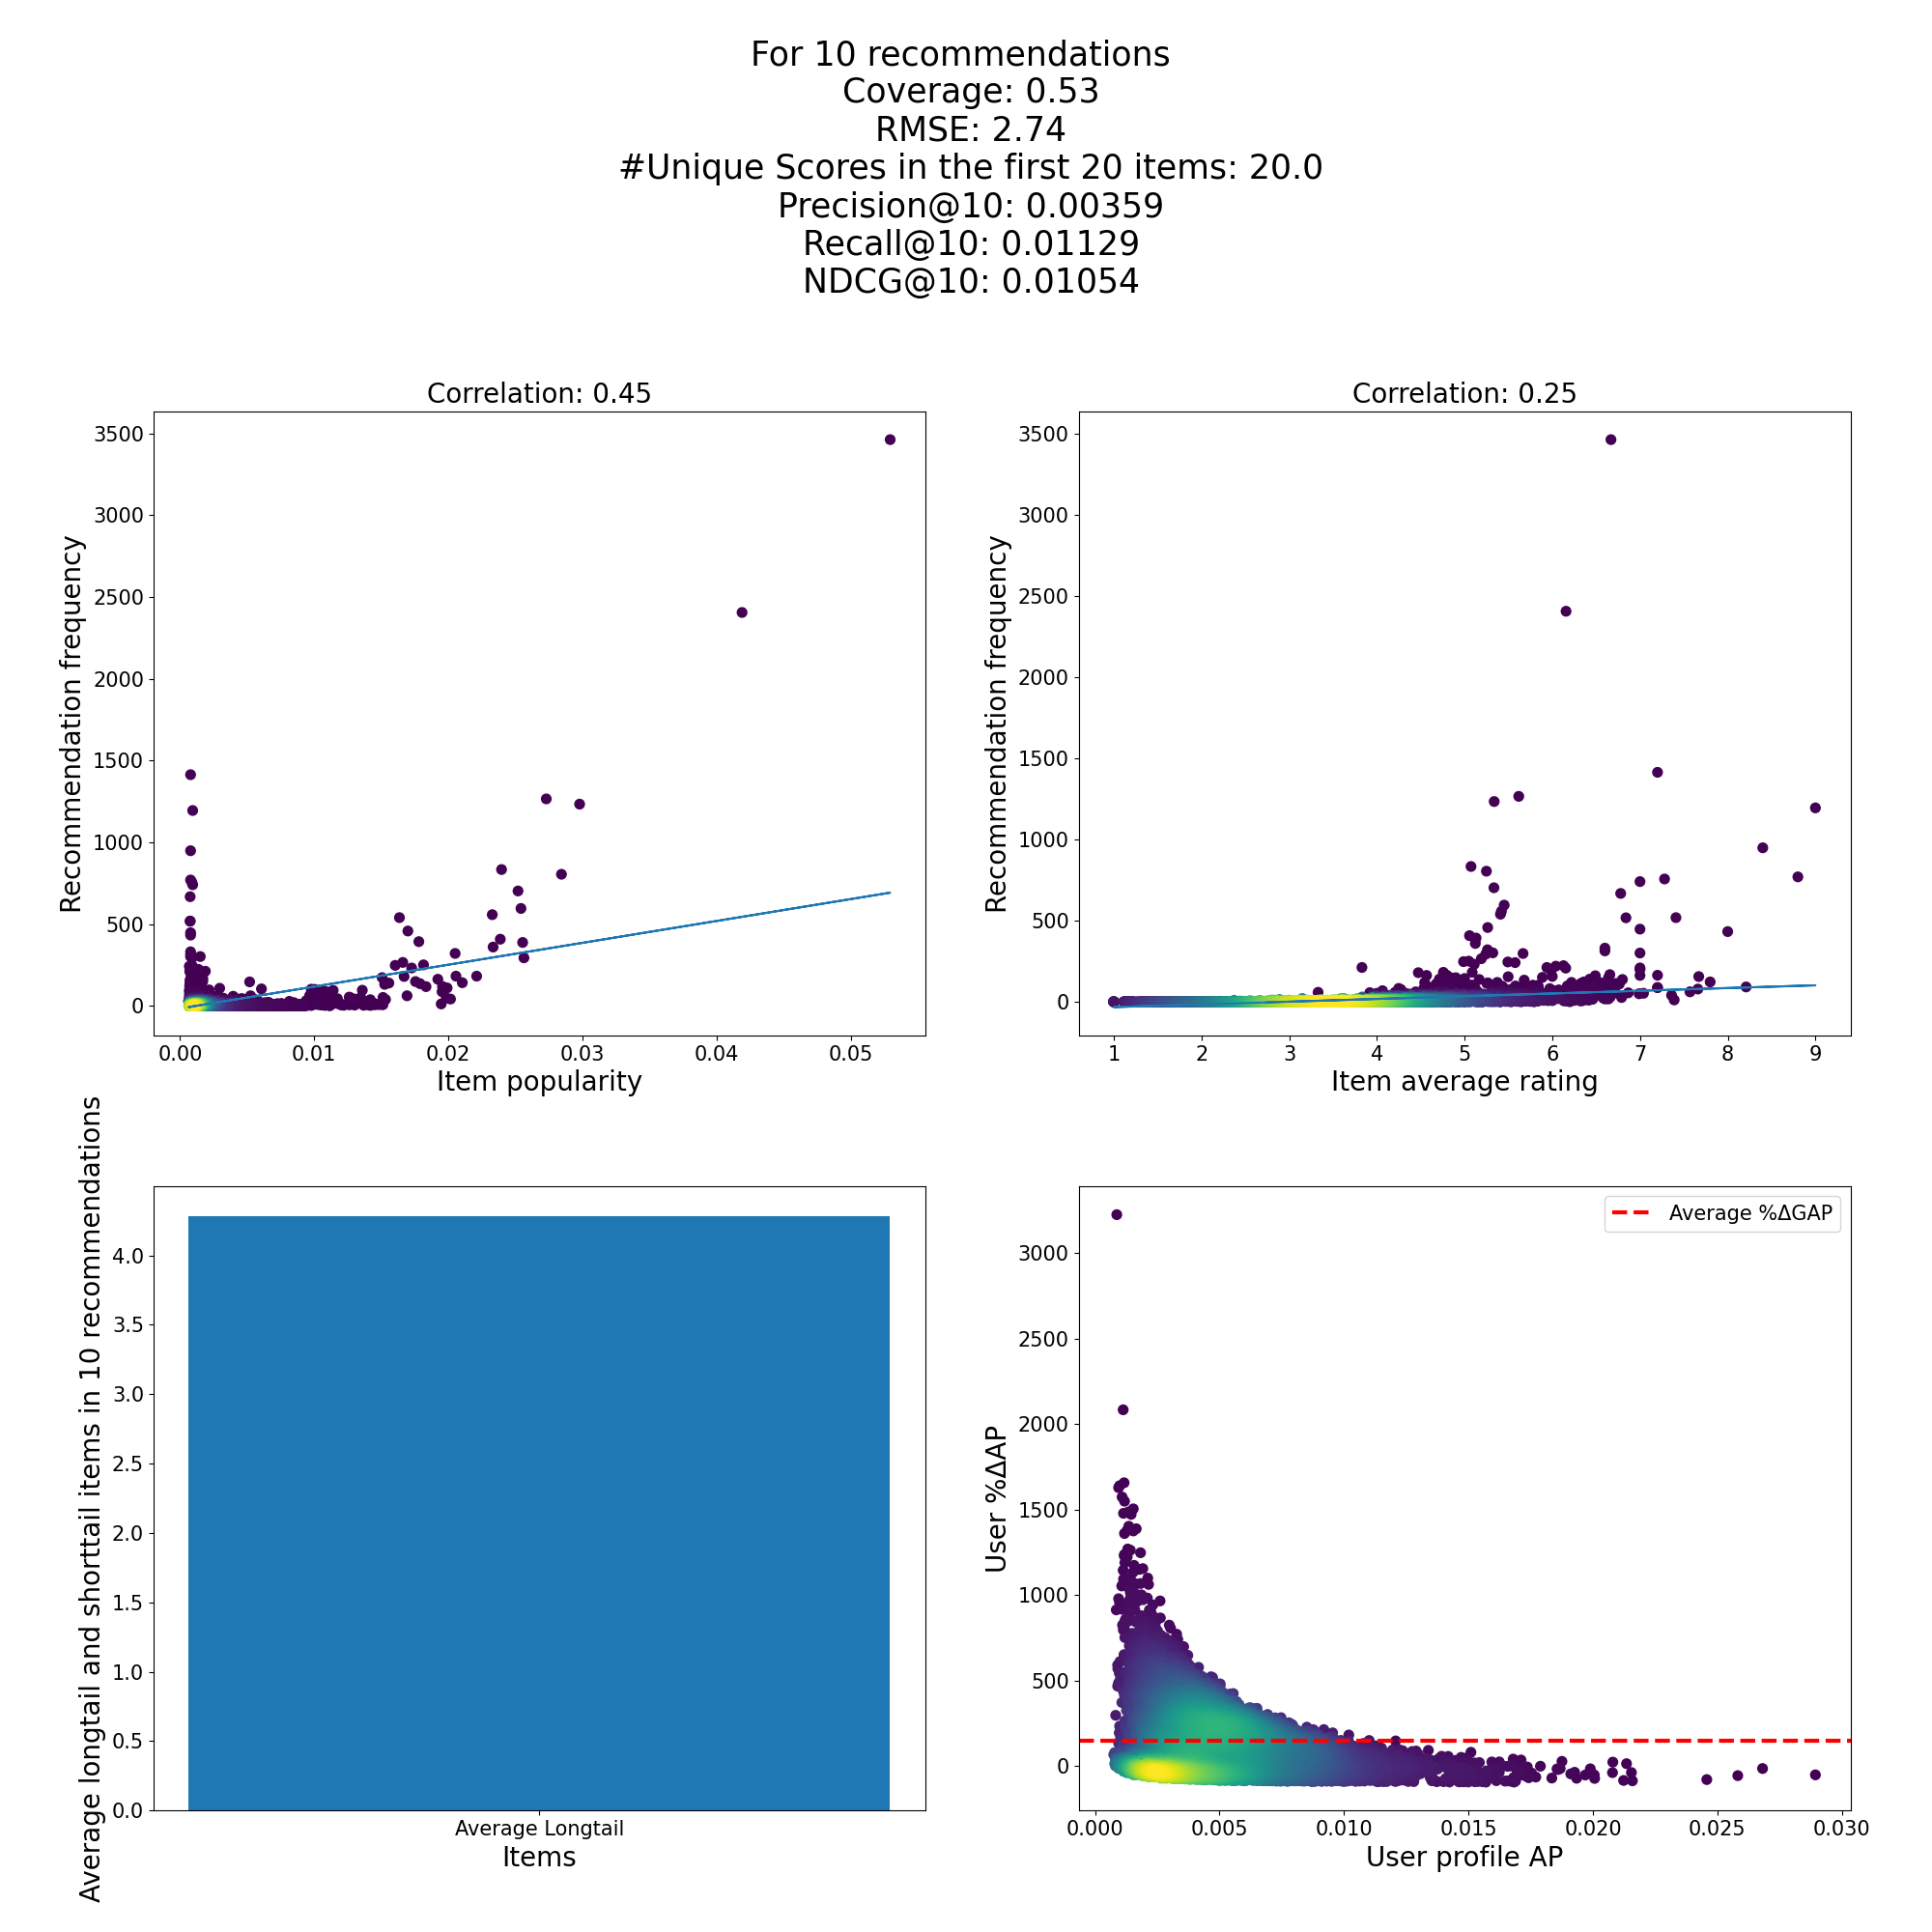 For 10 recommendations
Coverage: 0.53
RMSE: 2.74
#Unique Scores in the first 20 items: 20.0
Precision@10: 0.00359
Recall@10: 0.01129
NDCG@10: 0.01054
Correlation: 0.45
Recommendation frequency
3500
3000
2500
2000
1500
1000
500
0
0.00 0.01 0.02 0.03 0.04 0.05
Item popularity
Correlation: 0.25
Recommendation frequency
3500
3000
2500
2000
1500
1000
500
0
1 2 3 4 5 6 7 8 9
Item average rating
Average longtail and shorttail items in 10 recommendations
4.0
3.5
3.0
2.5
2.0
1.5
1.0
0.5
0.0
Average Longtail
Items
Average %ΔGAP
User %ΔAP
3000
2500
2000
1500
1000
500
0
0.000 0.005 0.010 0.015 0.020 0.025 0.030
User profile AP